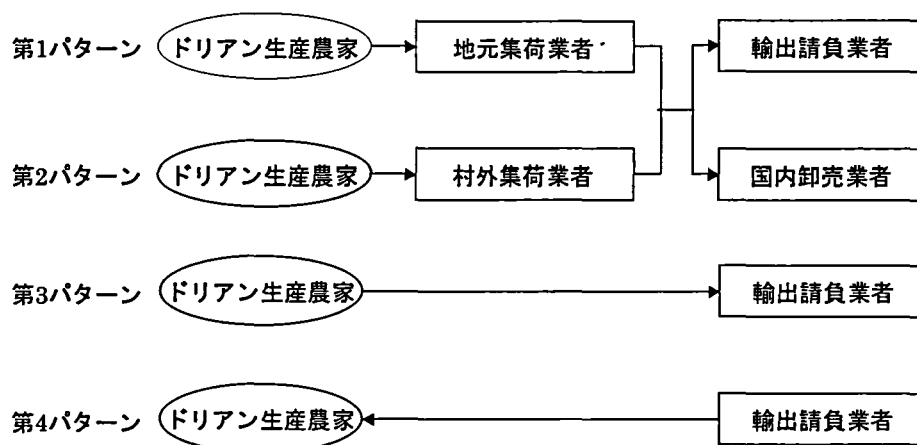 第1パターン ドリアン生産農家 地元集荷業者 輸出請負業者
第2パターン ドリアン生産農家 村外集荷業者 国内卸売業者
第3パターン ドリアン生産農家 輸出請負業者
第4パターン ドリアン生産農家 輸出請負業者